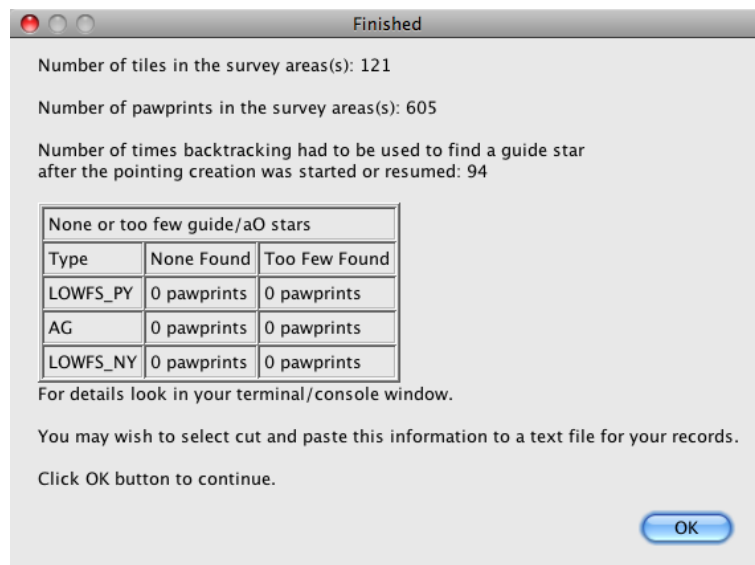 Finished
Number of tiles in the survey areas(s): 121
Number of pawprints in the survey areas(s): 605
Number of times backtracking had to be used to find a guide star
after the pointing creation was started or resumed: 94
None or too few guide/aO stars
Type None Found Too Few Found
LOWFS_PY 0 pawprints 0 pawprints
AG 0 pawprints 0 pawprints
LOWFS_NY 0 pawprints 0 pawprints
For details look in your terminal/console window.
You may wish to select cut and paste this information to a text file for your records.
Click OK button to continue.
OK